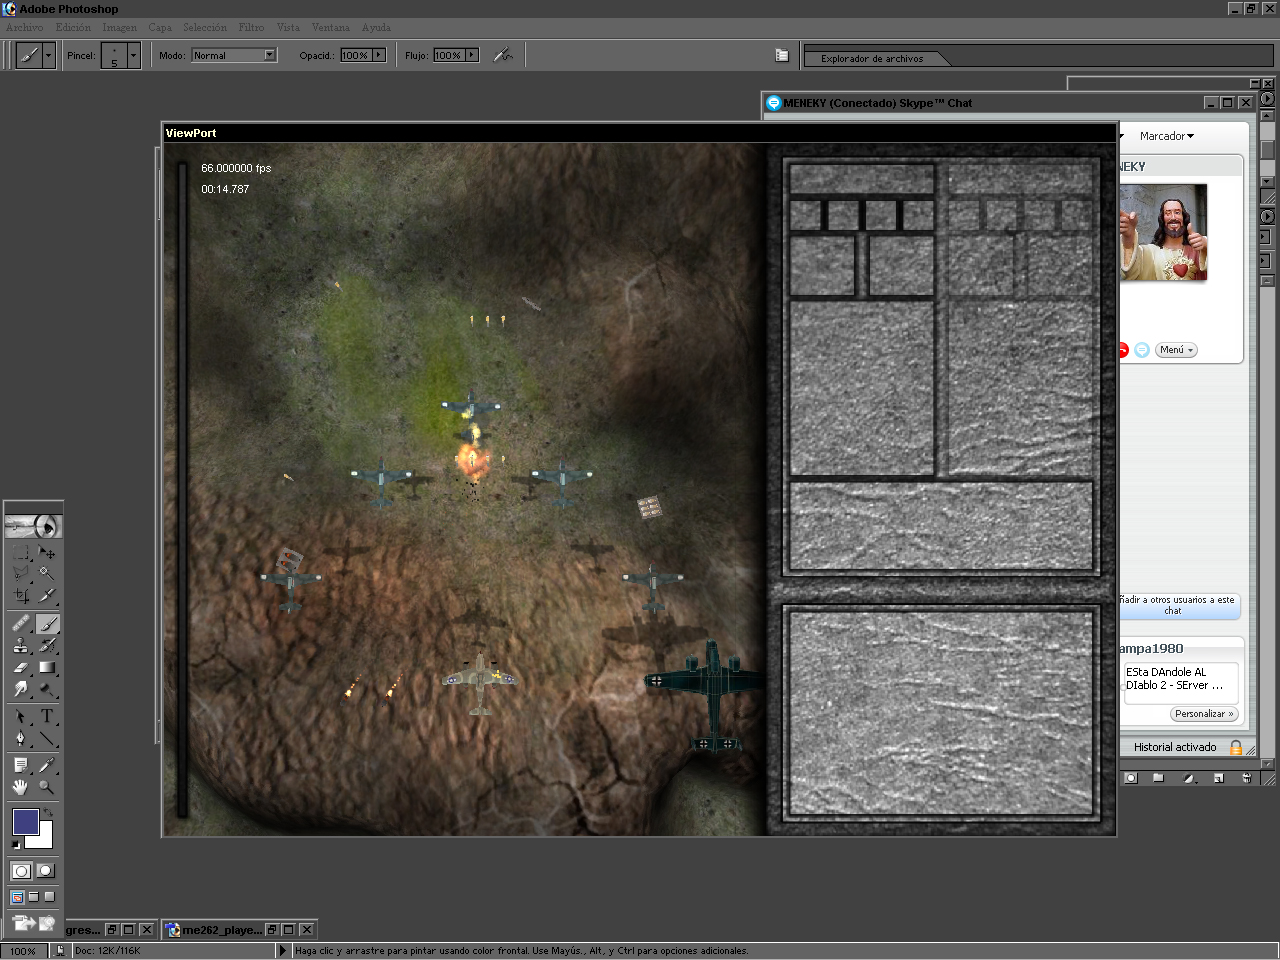 Adobe Photoshop
Archivo Edición Imagen Capa Selección Filtro Vista Ventana Ayuda
Pincel: 5 Modo: Normal Opacid.: 100% Flujo: 100% Explorador de archivos
MENEKY (Conectado) Skype™ Chat
ViewPort
Marcador
66.000000 fps
00:14.787
NEKY
Menú
ñadir a otros usuarios a este
chat
ampa1980
ESta DAndole AL
DIablo 2 - SErver ...
Personalizar »
Historial activado
gres... me262_playe...
100% Doc: 12K/116K Haga clic y arrastre para pintar usando color frontal. Use Mayús., Alt, y Ctrl para opciones adicionales.